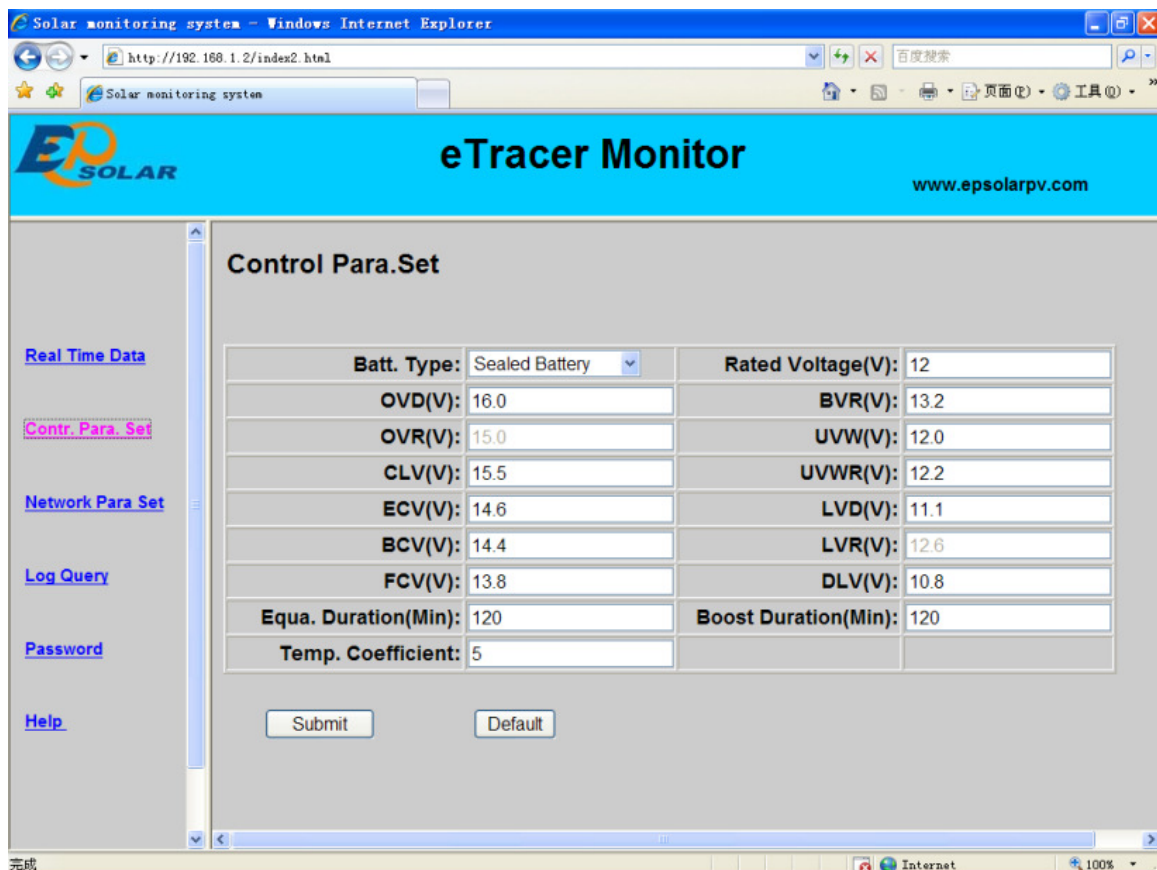 Solar monitoring system - Windows Internet Explorer
http://192.168.1.2/index2.html
百度搜索
Solar monitoring system
页面(P)
工具(O)
»
EP SOLAR
eTracer Monitor
www.epsolarpv.com
Control Para.Set
Real Time Data
Contr. Para. Set
Network Para Set
Log Query
Password
Help
Batt. Type: Sealed Battery Rated Voltage(V): 12
OVD(V): 16.0 BVR(V): 13.2
OVR(V): 15.0 UVW(V): 12.0
CLV(V): 15.5 UVWR(V): 12.2
ECV(V): 14.6 LVD(V): 11.1
BCV(V): 14.4 LVR(V): 12.6
FCV(V): 13.8 DLV(V): 10.8
Equa. Duration(Min): 120 Boost Duration(Min): 120
Temp. Coefficient: 5
Submit Default
完成 Internet 100%